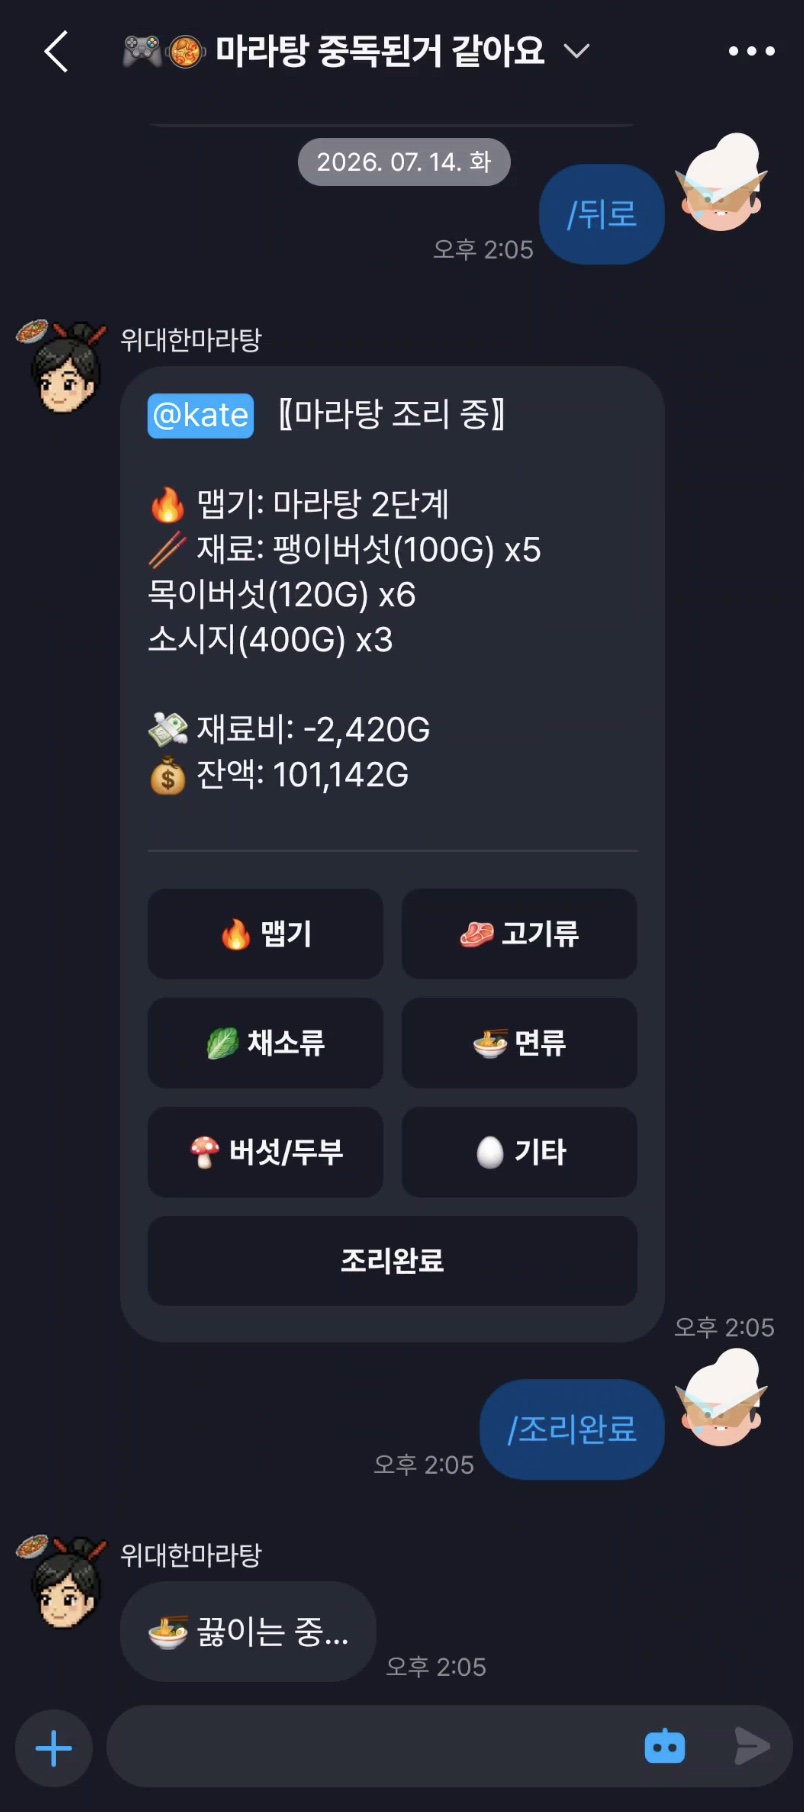 마라탕 중독된거 같아요
2026. 07. 14. 화
/뒤로
오후 2:05
위대한마라탕
@kate 〖마라탕 조리 중〗
맵기: 마라탕 2단계
재료: 팽이버섯(100G) x5
목이버섯(120G) x6
소시지(400G) x3
재료비: -2,420G
잔액: 101,142G
맵기
고기류
채소류
면류
버섯/두부
기타
조리완료
오후 2:05
/조리완료
오후 2:05
위대한마라탕
끓이는 중...
오후 2:05